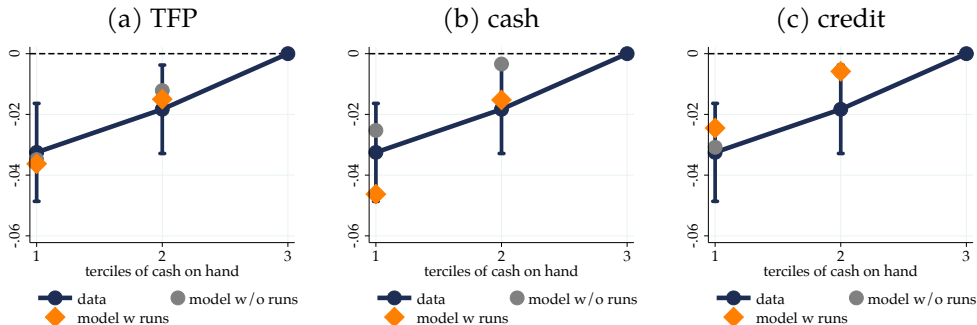 (a) TFP
(b) cash
(c) credit
0
-.02
-.04
-.06
1
2
3
terciles of cash on hand
data
model w/o runs
model w runs
0
-.02
-.04
-.06
1
2
3
terciles of cash on hand
data
model w/o runs
model w runs
0
-.02
-.04
-.06
1
2
3
terciles of cash on hand
data
model w/o runs
model w runs